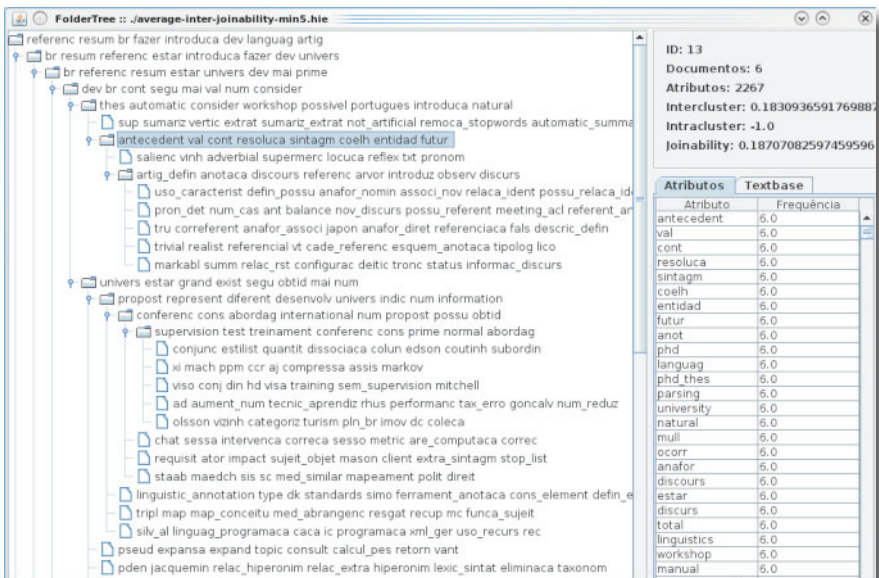 FolderTree :: ./average-inter-joinability-min5.hie
referenc resum br fazer introduca dev languag artig
br resum referenc estar introduca fazer dev univers
br referenc resum estar univers dev mai prime
dev br cont segu mai val num consider
thes automatic consider workshop possivel portugues introduca natural
sup sumariz vertic extrat sumariz_extrat not_artificial remoca_stopwords automatic_summa
antecedent val cont resoluca sintagm coelh entidad futur
salienc vinh adverbial supermerc locuca reflex txt pronom
artig_defin anotaca discours referenc arvor introduz observ discurs
uso_caracterist defin_possu anafor_nomin associ_nov relaca_ident possu_relaca_ide
pron_det num_cas ant balance nov_discurs possu_referent meeting_acl referent_an
tru correferent anafor_associ japon anafor_diret referenciaca fals descric_defin
trivial realist referencial vt cade_referenc esquem_anotaca tipolog lico
markabl summ relac_rst configurac deitic tronc status informac_discurs
univers estar grand exist segu obtid mai num
propost represent diferent desenvolv univers indic num information
conferenc cons abordag international num propost possu obtid
supervision test treinament conferenc cons prime normal abordag
conjunc estilist quantit dissociaca colun edson coutinh subordin
xi mach ppm ccr aj compressa assis markov
viso conj din hd visa training sem_supervision mitchell
ad aument_num tecnic_aprendiz rhus performanc tax_erro goncalv num_reduz
olsson vizinh categoriz turism pln_br imov dc coleca
chat sessa intervenca correca sesso metric are_computaca correc
requisit ator impact sujeit_objet mason client extra_sintagm stop_list
staab maedch sis sc med_similar mapeament polit direit
linguistic_annotation type dk standards simo ferrament_anotaca cons_element defin_e
tripl map map_conceitu med_abrangenc resgat recup mc funca_sujeit
silv_al linguag_programaca caca ic programaca xml_ger uso_recurs rec
pseud expansa expand topic consult calcul_pes retorn vant
pden jacquemin relac_hiperonim relac_extra hiperonim lexic_sintat eliminaca taxonom
ID: 13
Documentos: 6
Atributos: 2267
Intercluster: 0.1830936591769887
Intracluster: -1.0
Joinability: 0.18707082597459596
Atributos Textbase
Atributo Frequência
antecedent 6.0
val 6.0
cont 6.0
resoluca 6.0
sintagm 6.0
coelh 6.0
entidad 6.0
futur 6.0
anot 6.0
phd 6.0
languag 6.0
phd_thes 6.0
parsing 6.0
university 6.0
natural 6.0
mull 6.0
ocorr 6.0
anafor 6.0
discours 6.0
estar 6.0
discurs 6.0
total 6.0
linguistics 6.0
workshop 6.0
manual 6.0